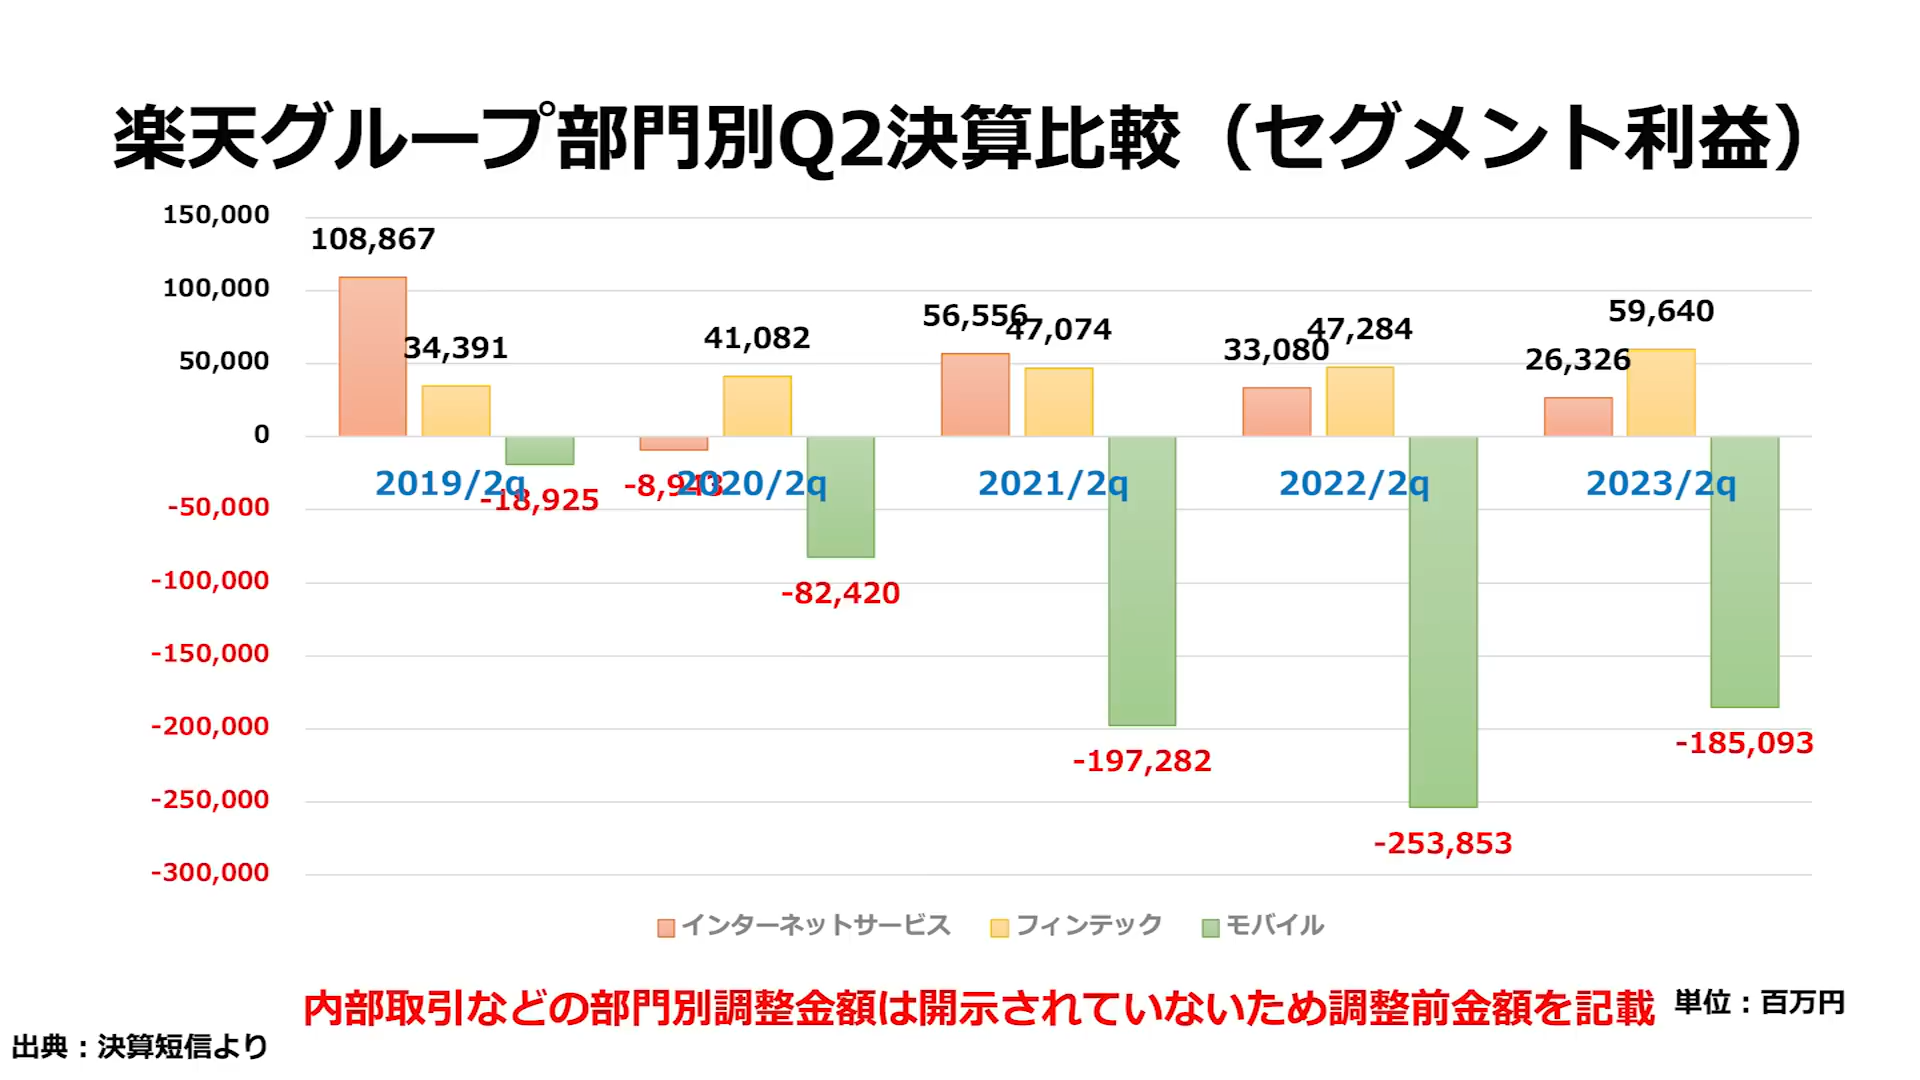 楽天グループ部門別Q2決算比較（セグメント利益）
150,000
100,000
50,000
0
-50,000
-100,000
-150,000
-200,000
-250,000
-300,000
108,867
34,391
-18,925
2019/2q
-8,943
41,082
-82,420
2020/2q
56,556
47,074
-197,282
2021/2q
33,080
47,284
-253,853
2022/2q
26,326
59,640
-185,093
2023/2q
インターネットサービス フィンテック モバイル
内部取引などの部門別調整金額は開示されていないため調整前金額を記載
単位：百万円
出典：決算短信より